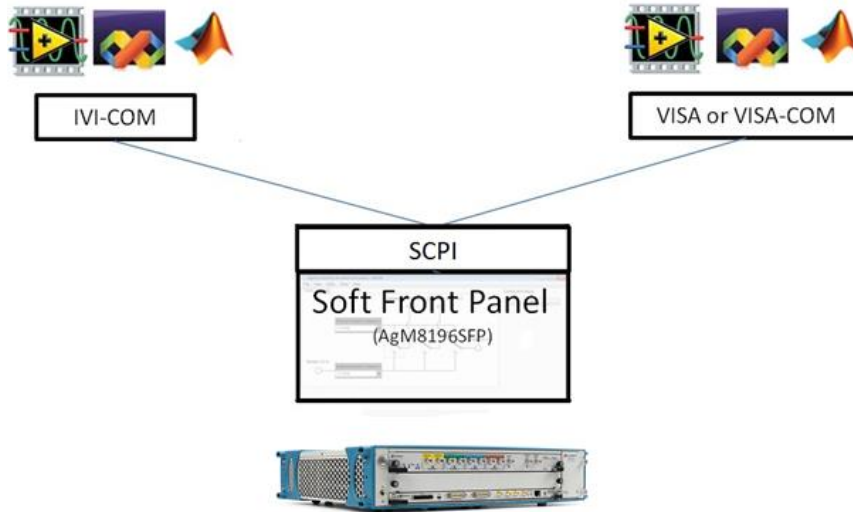 IVI-COM
VISA or VISA-COM
SCPI
Soft Front Panel
(AgM8196SFP)